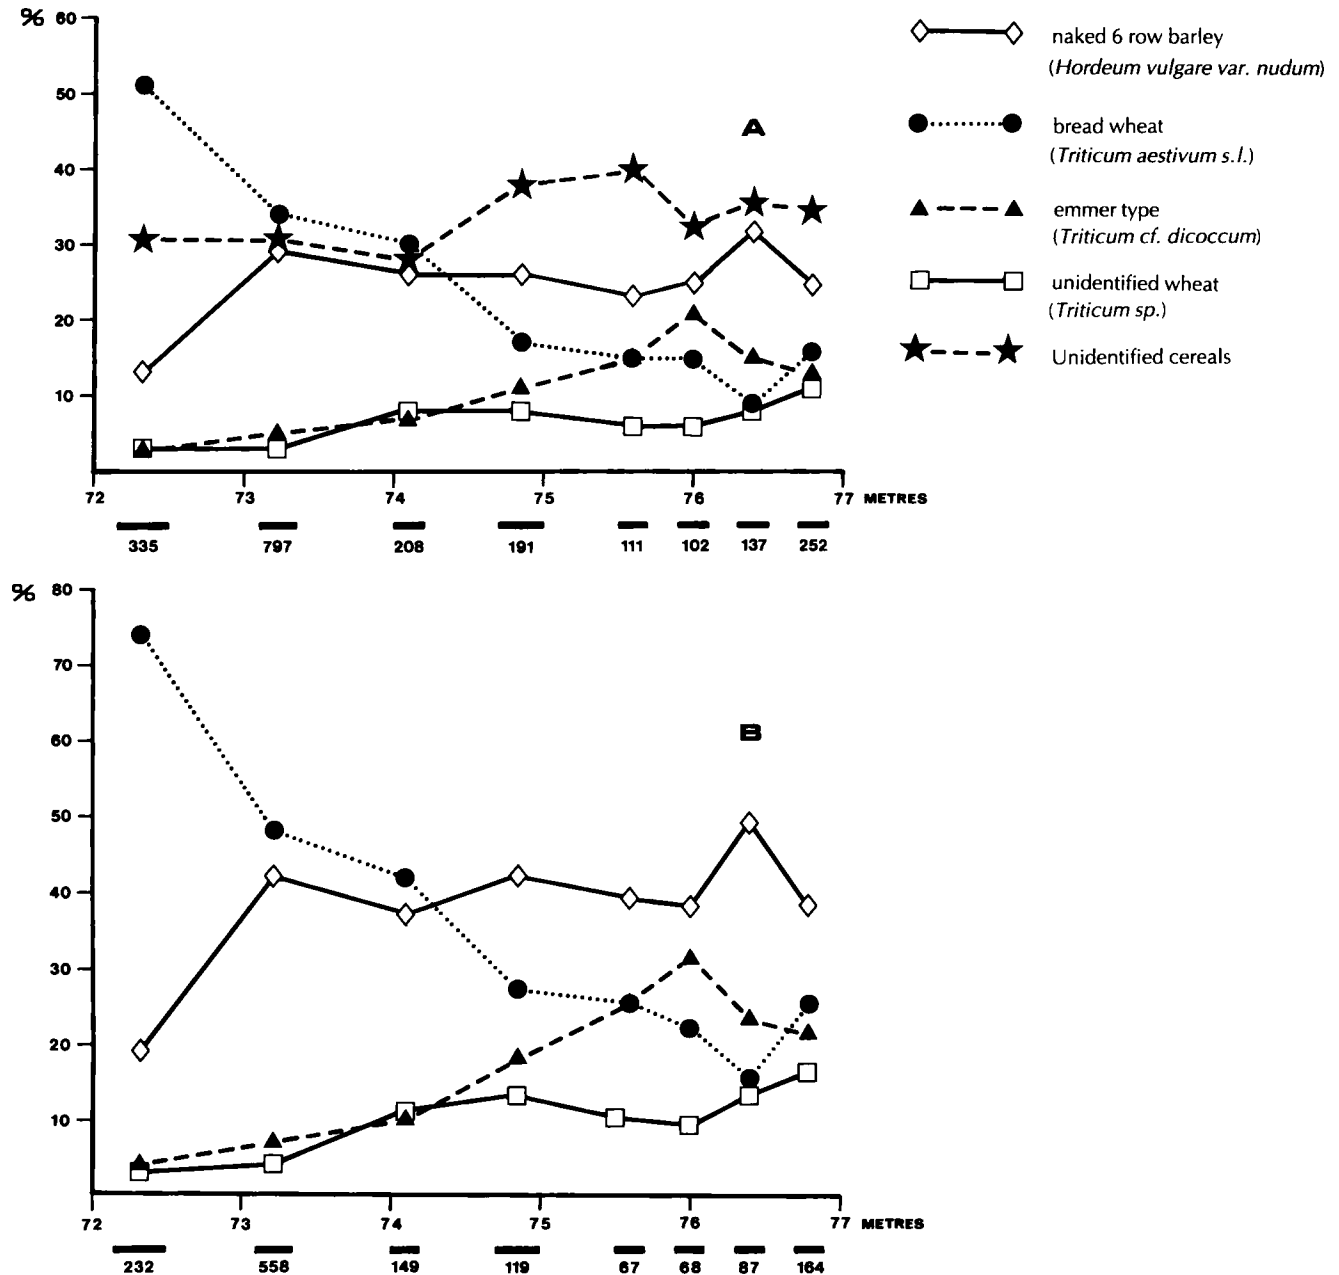 % 60
50
40
30
20
10
A
72 73 74 75 76 77 METRES
335 797 208 191 111 102 137 252
naked 6 row barley
(Hordeum vulgare var. nudum)
bread wheat
(Triticum aestivum s.l.)
emmer type
(Triticum cf. dicoccum)
unidentified wheat
(Triticum sp.)
Unidentified cereals
% 80
70
60
50
40
30
20
10
B
72 73 74 75 76 77 METRES
232 558 149 119 67 68 87 164